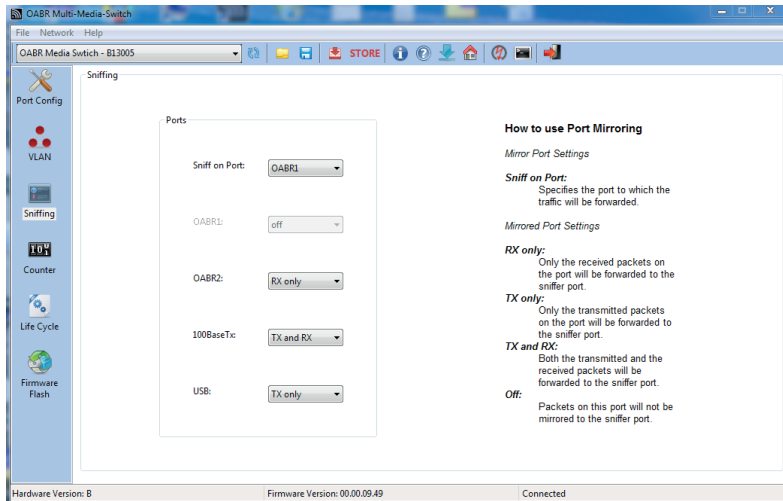 OABR Multi-Media-Switch
File Network Help
OABR Media Swtich - B13005
STORE
Sniffing
Port Config
VLAN
Sniffing
Counter
Life Cycle
Firmware
Flash
Ports
Sniff on Port: OABR1
OABR1: off
OABR2: RX only
100BaseTx: TX and RX
USB: TX only
How to use Port Mirroring
Mirror Port Settings
Sniff on Port:
Specifies the port to which the
traffic will be forwarded.
Mirrored Port Settings
RX only:
Only the received packets on
the port will be forwarded to the
sniffer port.
TX only:
Only the transmitted packets
on the port will be forwarded to
the sniffer port.
TX and RX:
Both the transmitted and the
received packets will be
forwarded to the sniffer port.
Off:
Packets on this port will not be
mirrored to the sniffer port.
Hardware Version: B Firmware Version: 00.00.09.49 Connected